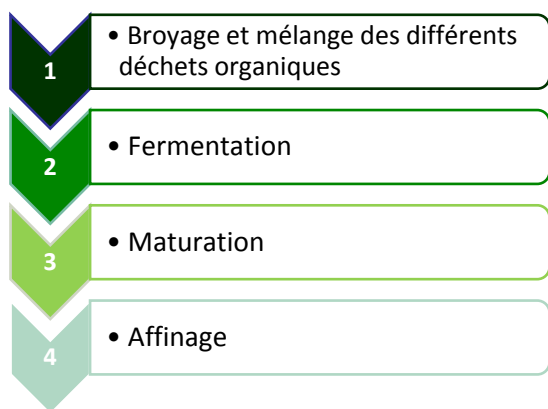 1
• Broyage et mélange des différents
déchets organiques
2
• Fermentation
3
• Maturation
4
• Affinage